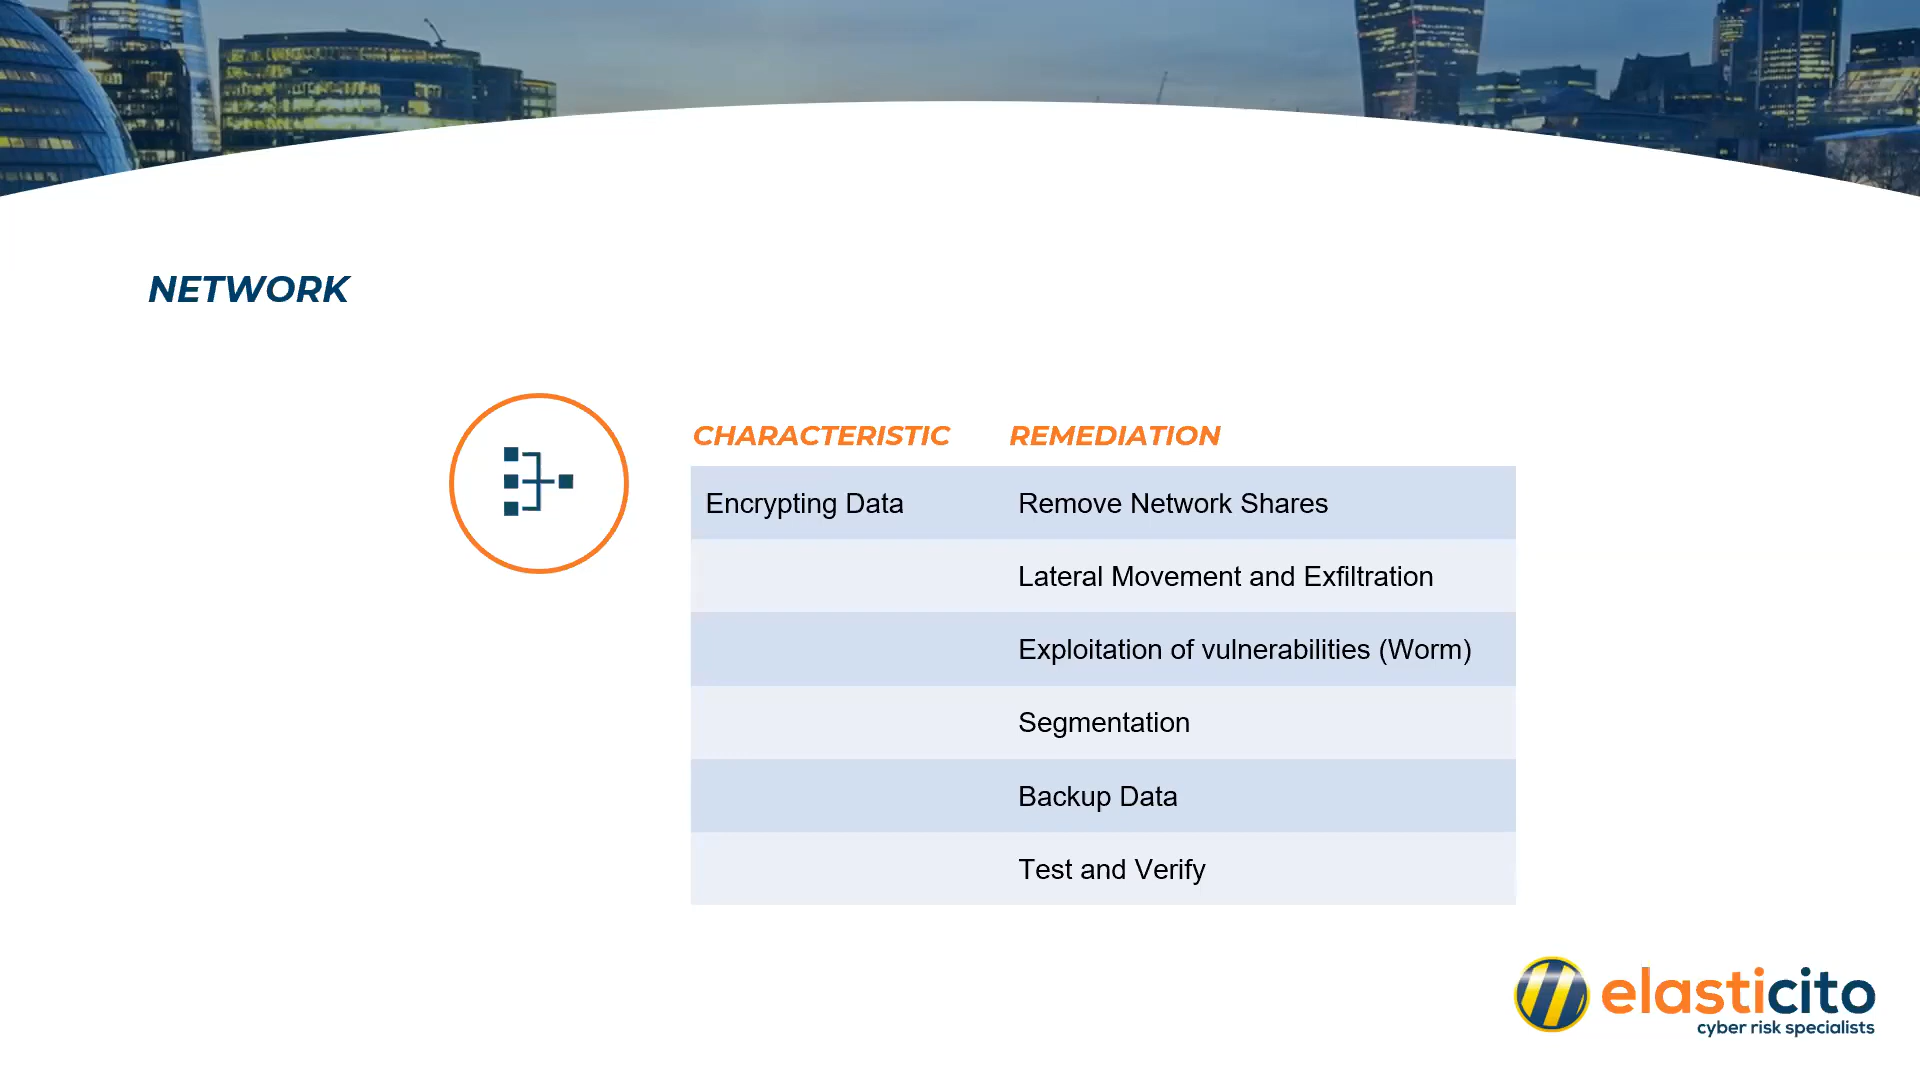 NETWORK
CHARACTERISTIC REMEDIATION
Encrypting Data Remove Network Shares
Lateral Movement and Exfiltration
Exploitation of vulnerabilities (Worm)
Segmentation
Backup Data
Test and Verify
elasticito
cyber risk specialists